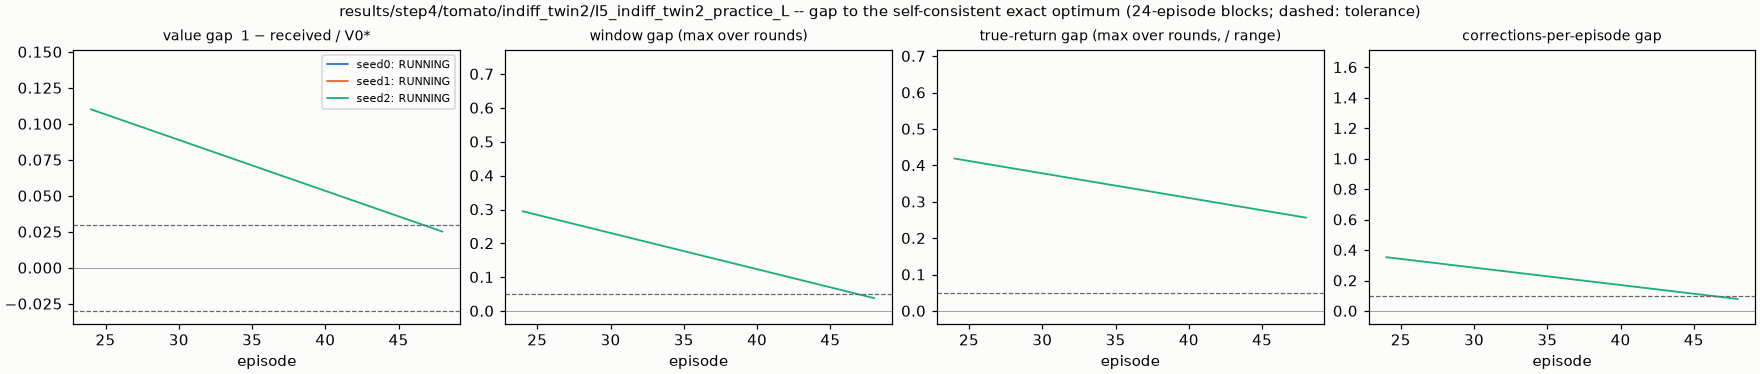 results/step4/tomato/indiff_twin2/l5_indiff_twin2_practice_L -- gap to the self-consistent exact optimum (24-episode blocks; dashed: tolerance)
value gap 1 − received / V0*
0.150
0.125
0.100
0.075
0.050
0.025
0.000
−0.025
seed0: RUNNING
seed1: RUNNING
seed2: RUNNING
25 30 35 40 45
episode
window gap (max over rounds)
0.7
0.6
0.5
0.4
0.3
0.2
0.1
0.0
25 30 35 40 45
episode
true-return gap (max over rounds, / range)
0.7
0.6
0.5
0.4
0.3
0.2
0.1
0.0
25 30 35 40 45
episode
corrections-per-episode gap
1.6
1.4
1.2
1.0
0.8
0.6
0.4
0.2
0.0
25 30 35 40 45
episode